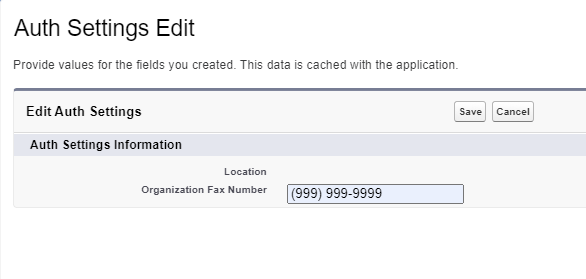 Auth Settings Edit
Provide values for the fields you created. This data is cached with the application.
Edit Auth Settings Save Cancel
Auth Settings Information
Location
Organization Fax Number (999) 999-9999